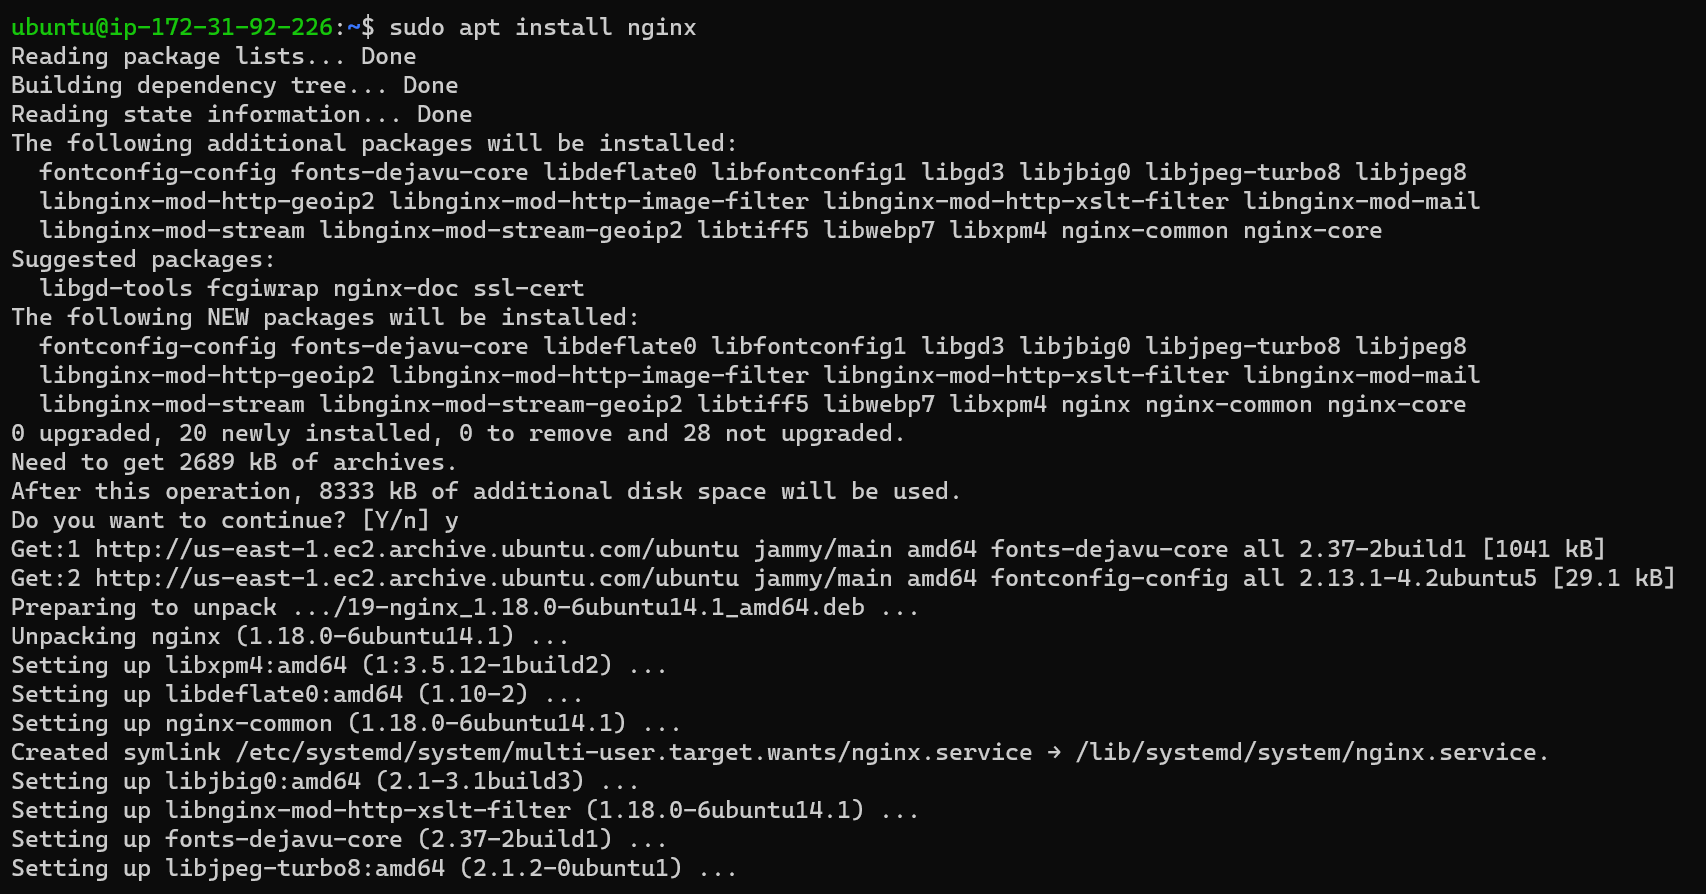 ubuntu@ip-172-31-92-226:~$ sudo apt install nginx
Reading package lists... Done
Building dependency tree... Done
Reading state information... Done
The following additional packages will be installed:
  fontconfig-config fonts-dejavu-core libdeflate0 libfontconfig1 libgd3 libjbig0 libjpeg-turbo8 libjpeg8
  libnginx-mod-http-geoip2 libnginx-mod-http-image-filter libnginx-mod-http-xslt-filter libnginx-mod-mail
  libnginx-mod-stream libnginx-mod-stream-geoip2 libtiff5 libwebp7 libxpm4 nginx-common nginx-core
Suggested packages:
  libgd-tools fcgiwrap nginx-doc ssl-cert
The following NEW packages will be installed:
  fontconfig-config fonts-dejavu-core libdeflate0 libfontconfig1 libgd3 libjbig0 libjpeg-turbo8 libjpeg8
  libnginx-mod-http-geoip2 libnginx-mod-http-image-filter libnginx-mod-http-xslt-filter libnginx-mod-mail
  libnginx-mod-stream libnginx-mod-stream-geoip2 libtiff5 libwebp7 libxpm4 nginx nginx-common nginx-core
0 upgraded, 20 newly installed, 0 to remove and 28 not upgraded.
Need to get 2689 kB of archives.
After this operation, 8333 kB of additional disk space will be used.
Do you want to continue? [Y/n] y
Get:1 http://us-east-1.ec2.archive.ubuntu.com/ubuntu jammy/main amd64 fonts-dejavu-core all 2.37-2build1 [1041 kB]
Get:2 http://us-east-1.ec2.archive.ubuntu.com/ubuntu jammy/main amd64 fontconfig-config all 2.13.1-4.2ubuntu5 [29.1 kB]
Preparing to unpack .../19-nginx_1.18.0-6ubuntu14.1_amd64.deb ...
Unpacking nginx (1.18.0-6ubuntu14.1) ...
Setting up libxpm4:amd64 (1:3.5.12-1build2) ...
Setting up libdeflate0:amd64 (1.10-2) ...
Setting up nginx-common (1.18.0-6ubuntu14.1) ...
Created symlink /etc/systemd/system/multi-user.target.wants/nginx.service → /lib/systemd/system/nginx.service.
Setting up libjbig0:amd64 (2.1-3.1build3) ...
Setting up libnginx-mod-http-xslt-filter (1.18.0-6ubuntu14.1) ...
Setting up fonts-dejavu-core (2.37-2build1) ...
Setting up libjpeg-turbo8:amd64 (2.1.2-0ubuntu1) ...